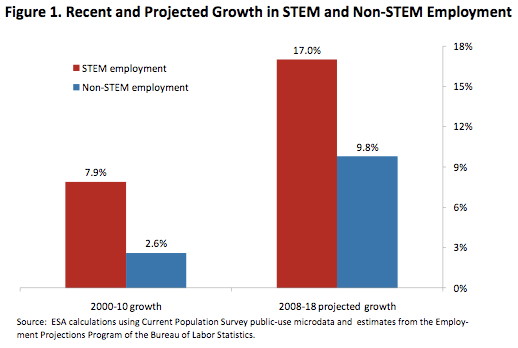 Figure 1. Recent and Projected Growth in STEM and Non-STEM Employment
STEM employment
Non-STEM employment
7.9%
2.6%
17.0%
9.8%
18%
15%
12%
9%
6%
3%
0%
2000-10 growth
2008-18 projected growth
Source:  ESA calculations using Current Population Survey public-use microdata and  estimates from the Employ-
ment Projections Program of the Bureau of Labor Statistics.